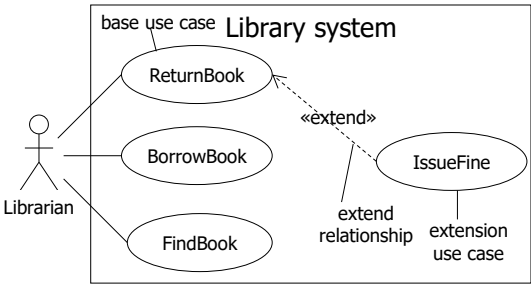 base use case
Library system
ReturnBook
«extend»
BorrowBook
IssueFine
Librarian
extend
relationship
extension
use case
FindBook